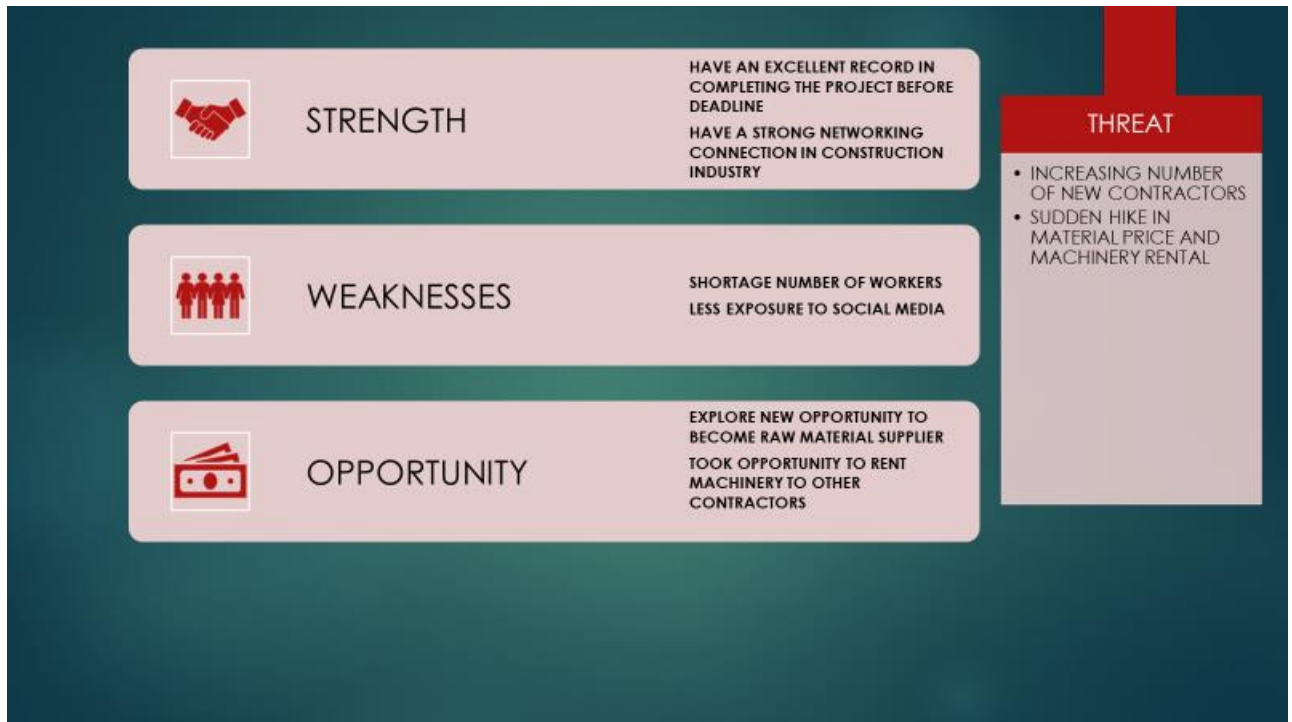 STRENGTH
HAVE AN EXCELLENT RECORD IN
COMPLETING THE PROJECT BEFORE
DEADLINE
HAVE A STRONG NETWORKING
CONNECTION IN CONSTRUCTION
INDUSTRY
WEAKNESSES
SHORTAGE NUMBER OF WORKERS
LESS EXPOSURE TO SOCIAL MEDIA
OPPORTUNITY
EXPLORE NEW OPPORTUNITY TO
BECOME RAW MATERIAL SUPPLIER
TOOK OPPORTUNITY TO RENT
MACHINERY TO OTHER
CONTRACTORS
THREAT
• INCREASING NUMBER
OF NEW CONTRACTORS
• SUDDEN HIKE IN
MATERIAL PRICE AND
MACHINERY RENTAL